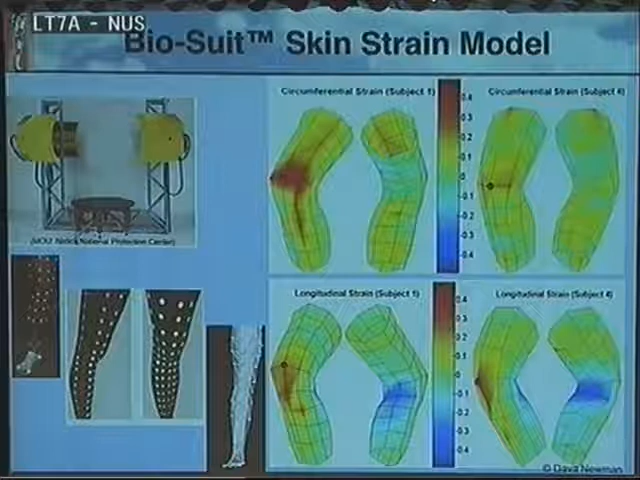 LT7A - NUS
Bio-Suit™ Skin Strain Model
Circumferential Strain (Subject 1)
Circumferential Strain (Subject 4)
0.4
0.3
0.2
0.1
0
-0.1
-0.2
-0.3
-0.4
National Protection Center)
Longitudinal Strain (Subject 1)
Longitudinal Strain (Subject 4)
0.4
0.3
0.2
0.1
0
-0.1
-0.2
-0.3
-0.4
© Dava Newman